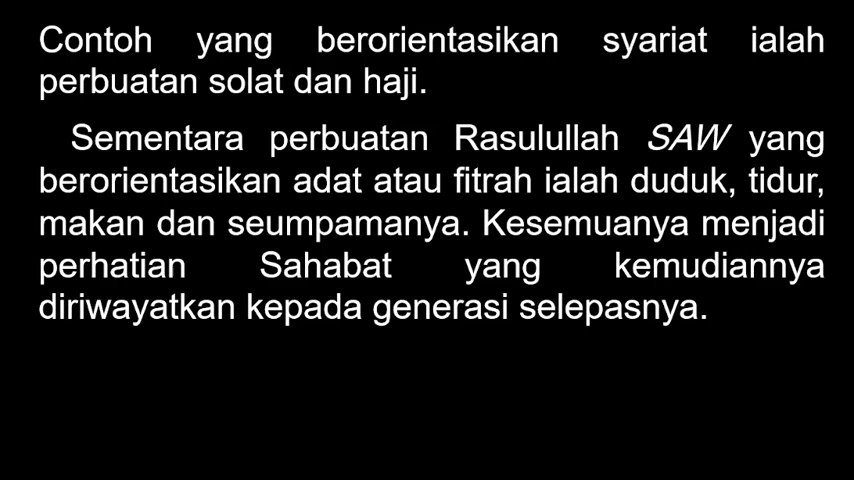 Contoh yang berorientasikan syariat ialah
perbuatan solat dan haji.
Sementara perbuatan Rasulullah SAW yang
berorientasikan adat atau fitrah ialah duduk, tidur,
makan dan seumpamanya. Kesemuanya menjadi
perhatian Sahabat yang kemudiannya
diriwayatkan kepada generasi selepasnya.